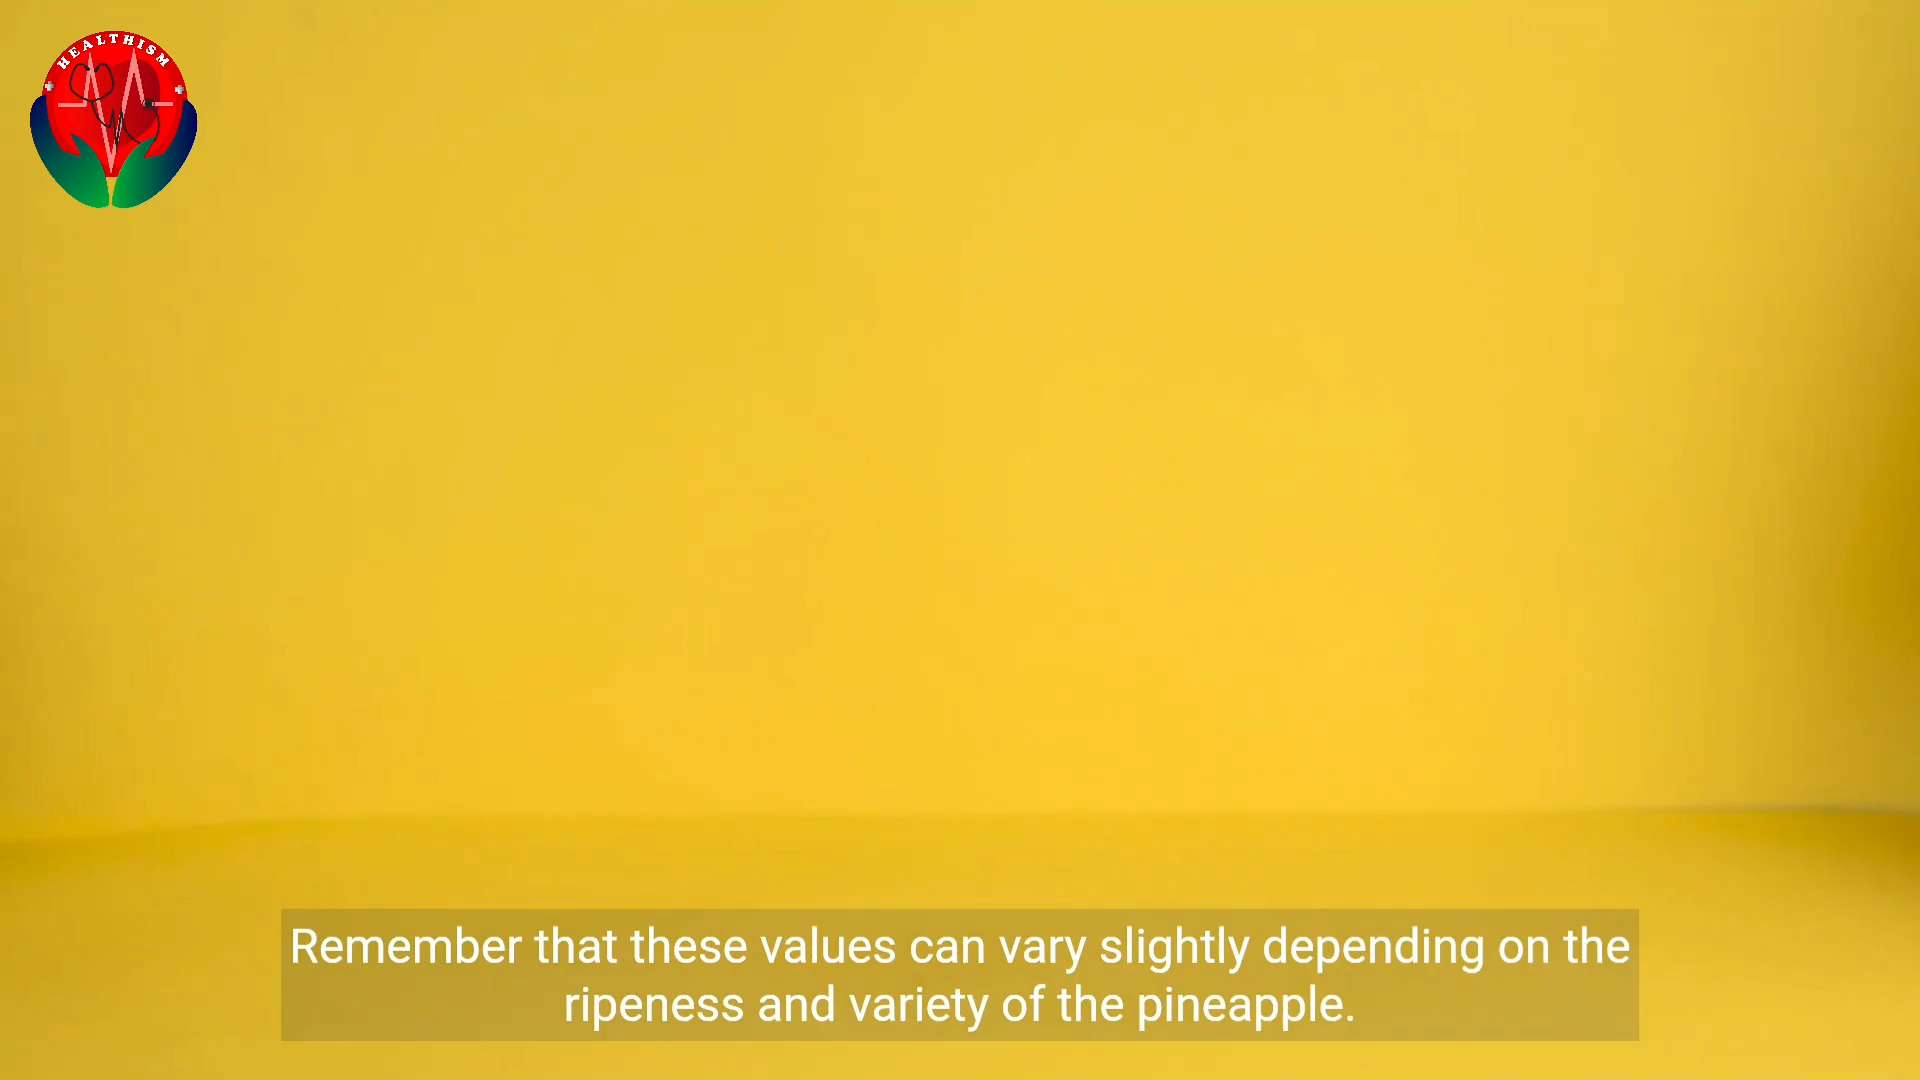 HEALTHISM
Remember that these values can vary slightly depending on the
ripeness and variety of the pineapple.